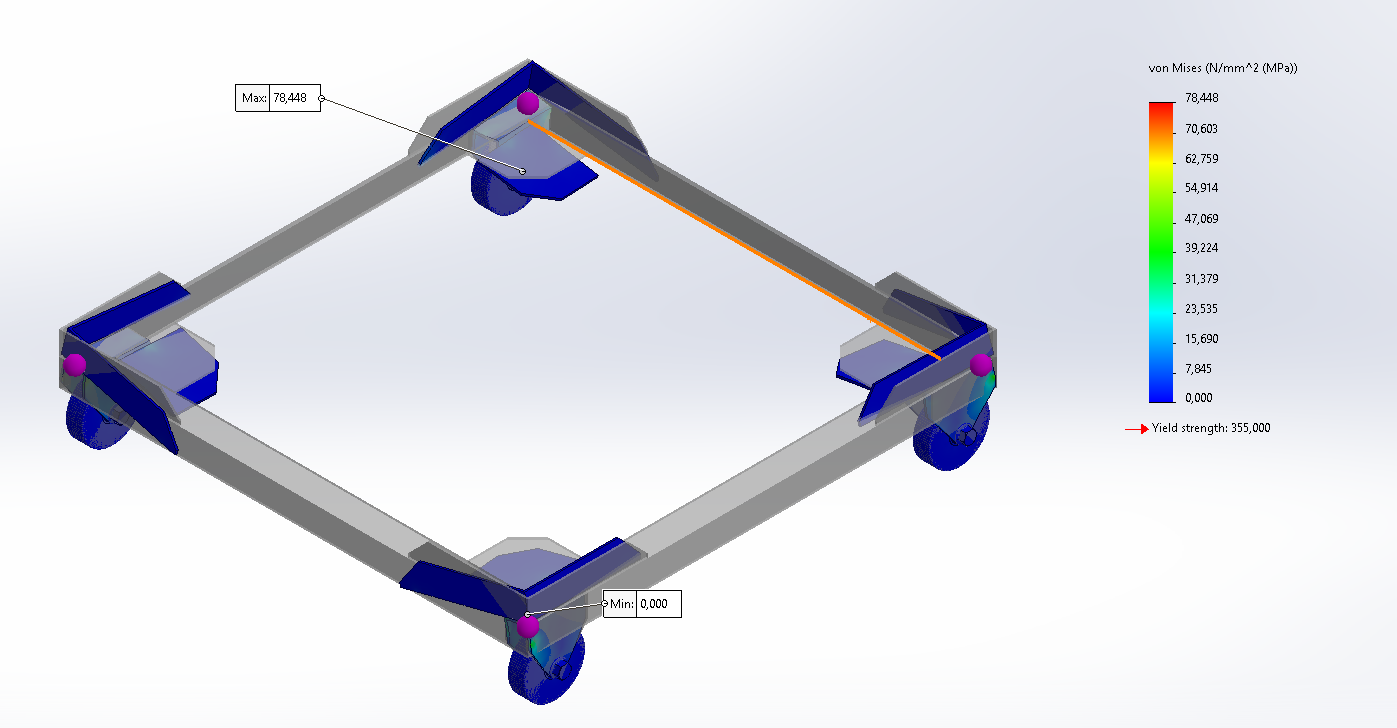 von Mises (N/mm^2 (MPa))
Max: 78,448
78,448
70,603
62,759
54,914
47,069
39,224
31,379
23,535
15,690
7,845
0,000
Yield strength: 355,000
Min: 0,000